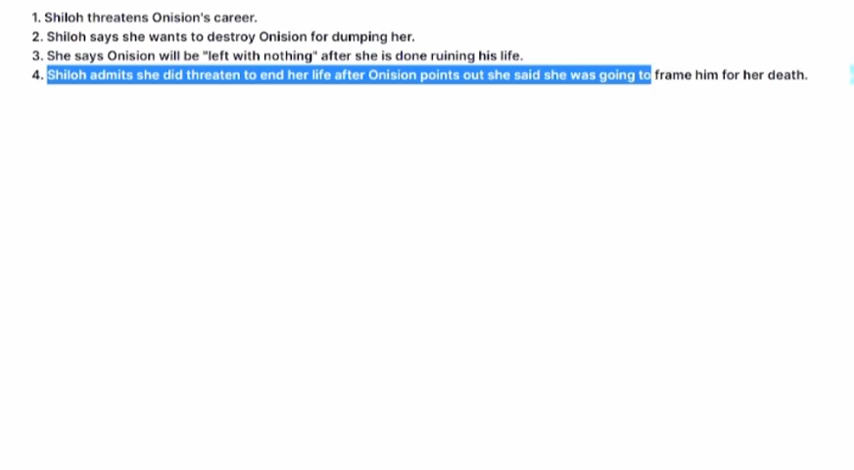 1. Shiloh threatens Onision's career.
2. Shiloh says she wants to destroy Onision for dumping her.
3. She says Onision will be "left with nothing" after she is done ruining his life.
4. Shiloh admits she did threaten to end her life after Onision points out she said she was going to frame him for her death.